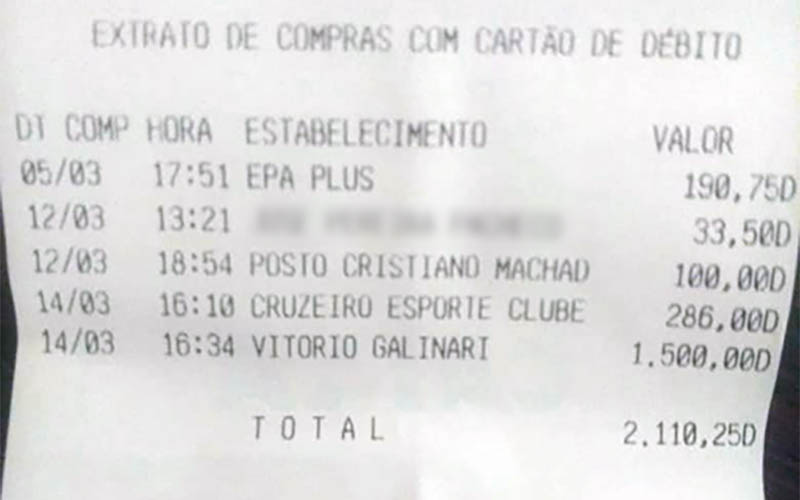 EXTRATO DE COMPRAS COM CARTÃO DE DÉBITO
DT COMP HORA ESTABELECIMENTO VALOR
05/03 17:51 EPA PLUS 190,75D
12/03 13:21 33,50D
12/03 18:54 POSTO CRISTIANO MACHAD 100,00D
14/03 16:10 CRUZEIRO ESPORTE CLUBE 286,00D
14/03 16:34 VITORIO GALINARI 1.500,00D
TOTAL 2.110,25D